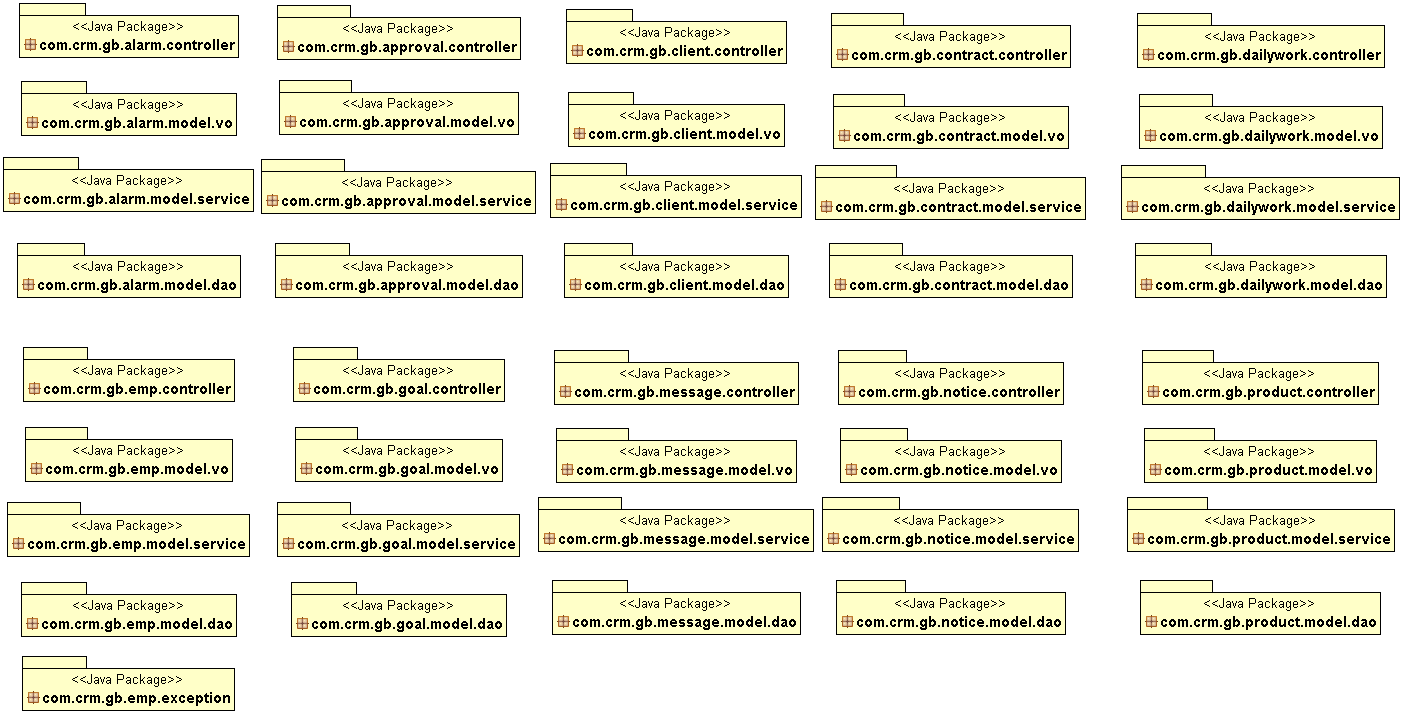 <<Java Package>>
com.crm.gb.alarm.controller
<<Java Package>>
com.crm.gb.approval.controller
<<Java Package>>
com.crm.gb.client.controller
<<Java Package>>
com.crm.gb.contract.controller
<<Java Package>>
com.crm.gb.dailywork.controller
<<Java Package>>
com.crm.gb.alarm.model.vo
<<Java Package>>
com.crm.gb.approval.model.vo
<<Java Package>>
com.crm.gb.client.model.vo
<<Java Package>>
com.crm.gb.contract.model.vo
<<Java Package>>
com.crm.gb.dailywork.model.vo
<<Java Package>>
com.crm.gb.alarm.model.service
<<Java Package>>
com.crm.gb.approval.model.service
<<Java Package>>
com.crm.gb.client.model.service
<<Java Package>>
com.crm.gb.contract.model.service
<<Java Package>>
com.crm.gb.dailywork.model.service
<<Java Package>>
com.crm.gb.alarm.model.dao
<<Java Package>>
com.crm.gb.approval.model.dao
<<Java Package>>
com.crm.gb.client.model.dao
<<Java Package>>
com.crm.gb.contract.model.dao
<<Java Package>>
com.crm.gb.dailywork.model.dao
<<Java Package>>
com.crm.gb.emp.controller
<<Java Package>>
com.crm.gb.goal.controller
<<Java Package>>
com.crm.gb.message.controller
<<Java Package>>
com.crm.gb.notice.controller
<<Java Package>>
com.crm.gb.product.controller
<<Java Package>>
com.crm.gb.emp.model.vo
<<Java Package>>
com.crm.gb.goal.model.vo
<<Java Package>>
com.crm.gb.message.model.vo
<<Java Package>>
com.crm.gb.notice.model.vo
<<Java Package>>
com.crm.gb.product.model.vo
<<Java Package>>
com.crm.gb.emp.model.service
<<Java Package>>
com.crm.gb.goal.model.service
<<Java Package>>
com.crm.gb.message.model.service
<<Java Package>>
com.crm.gb.notice.model.service
<<Java Package>>
com.crm.gb.product.model.service
<<Java Package>>
com.crm.gb.emp.model.dao
<<Java Package>>
com.crm.gb.goal.model.dao
<<Java Package>>
com.crm.gb.message.model.dao
<<Java Package>>
com.crm.gb.notice.model.dao
<<Java Package>>
com.crm.gb.product.model.dao
<<Java Package>>
com.crm.gb.emp.exception